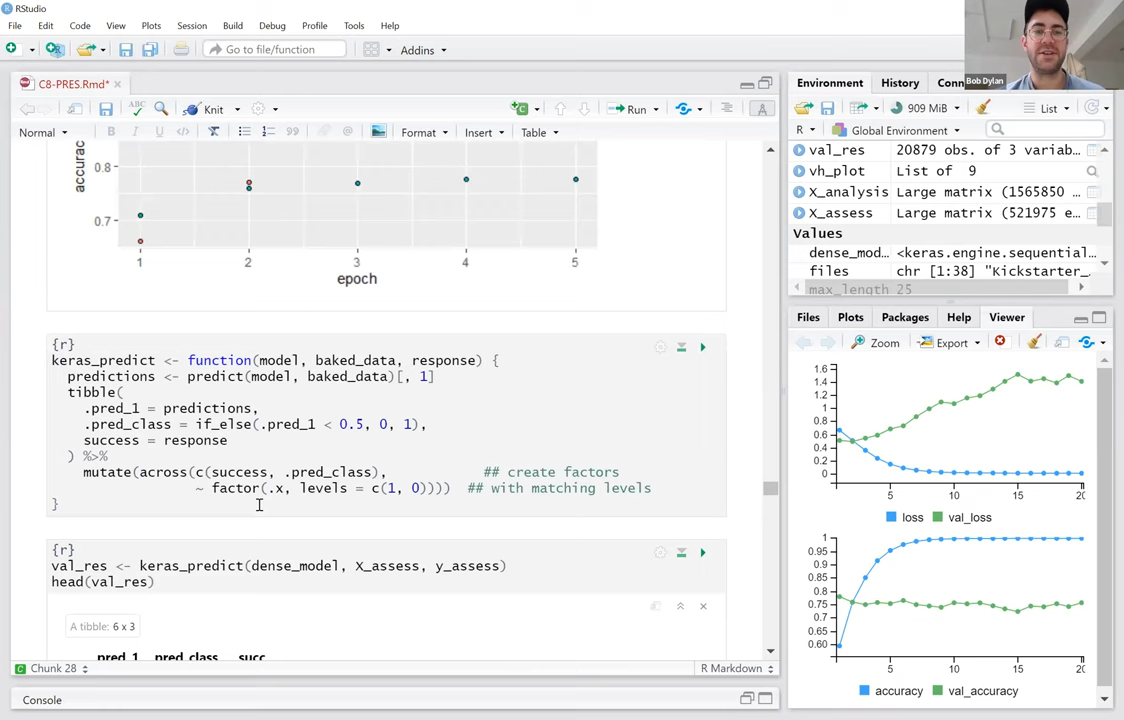 RStudio
File Edit Code View Plots Session Build Debug Profile Tools Help
Go to file/function Addins
Bob Dylan
C8-PRES.Rmd*
ABC Knit Run
Normal B I U </> Format Insert Table
accurac
0.8
0.7
1 2 3 4 5
epoch
{r}
keras_predict <- function(model, baked_data, response) {
predictions <- predict(model, baked_data)[, 1]
tibble(
.pred_1 = predictions,
.pred_class = if_else(.pred_1 < 0.5, 0, 1),
success = response
) %>%
mutate(across(c(success, .pred_class), ## create factors
~ factor(.x, levels = c(1, 0)))) ## with matching levels
}
{r}
val_res <- keras_predict(dense_model, X_assess, y_assess)
head(val_res)
A tibble: 6 x 3
.pred_1 .pred_class succ
Chunk 28 R Markdown
Console
Environment History Conn
909 MiB List
R Global Environment
val_res 20879 obs. of 3 variab…
vh_plot List of 9
X_analysis Large matrix (1565850 …
X_assess Large matrix (521975 e…
Values
dense_mod… <keras.engine.sequential…
files chr [1:38] "Kickstarter_…
max_length 25
Files Plots Packages Help Viewer
Zoom Export
1.6
1.4
1.2
1
0.8
0.6
0.4
0.2
0
5 10 15 20
loss val_loss
1
0.95
0.9
0.85
0.8
0.75
0.7
0.65
0.60
5 10 15 20
accuracy val_accuracy